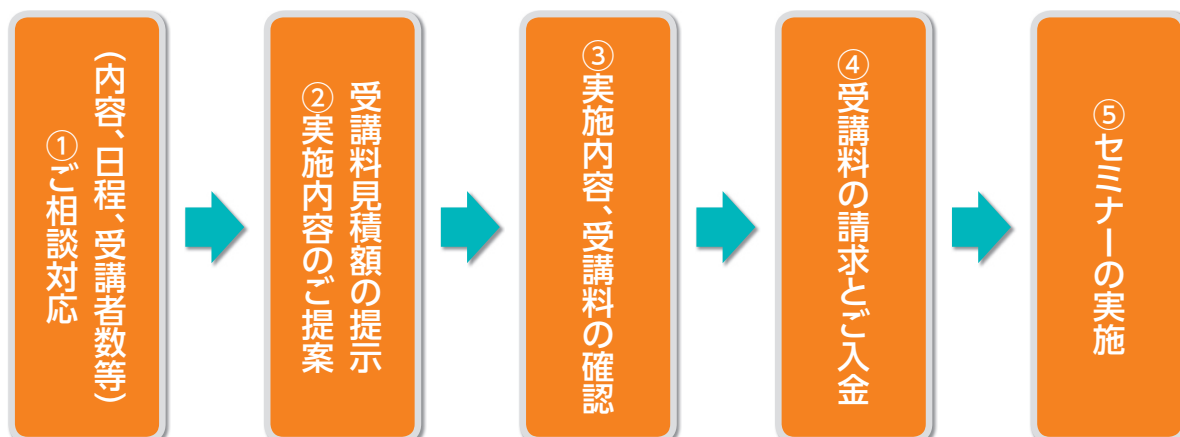 ①ご相談対応
（内容、日程、受講者数等）
②実施内容のご提案
受講料見積額の提示
③実施内容、受講料の確認
④受講料の請求とご入金
⑤セミナーの実施